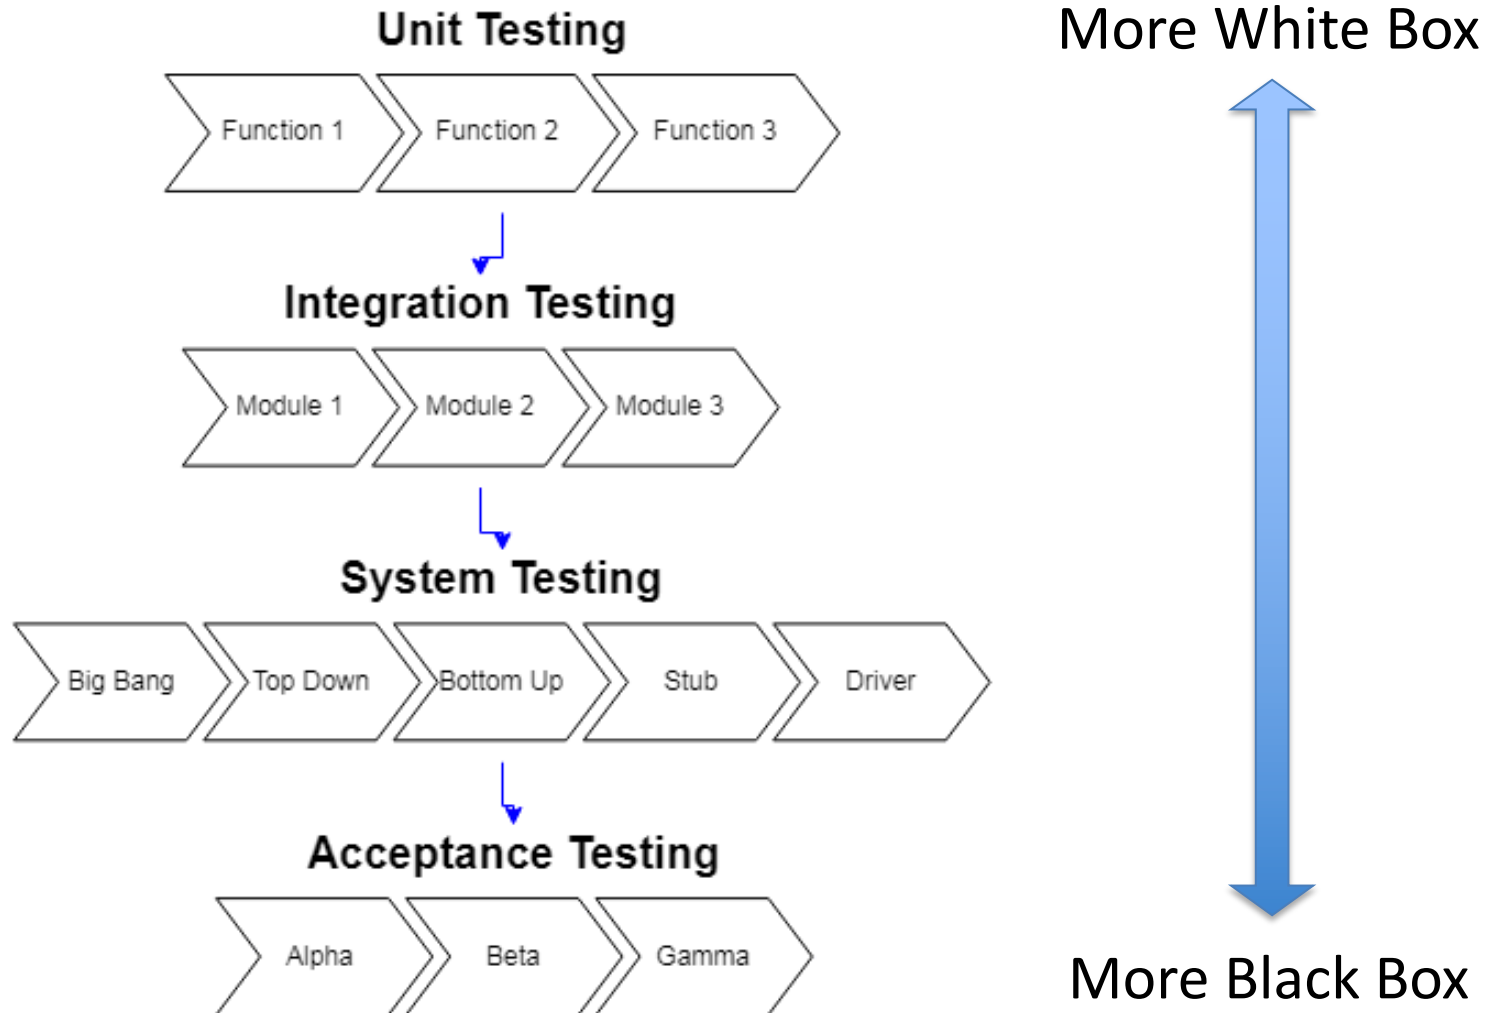 Unit Testing
More White Box
Function 1
Function 2
Function 3
Integration Testing
Module 1
Module 2
Module 3
System Testing
Big Bang
Top Down
Bottom Up
Stub
Driver
Acceptance Testing
Alpha
Beta
Gamma
More Black Box